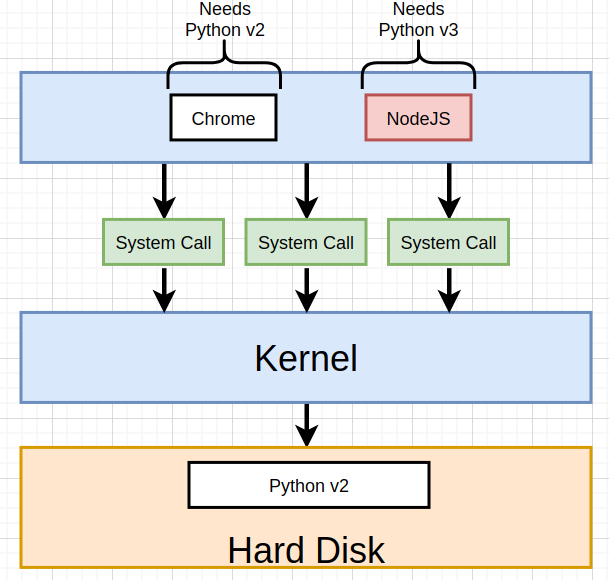 Needs
Python v2
Needs
Python v3
Chrome
NodeJS
System Call
System Call
System Call
Kernel
Python v2
Hard Disk